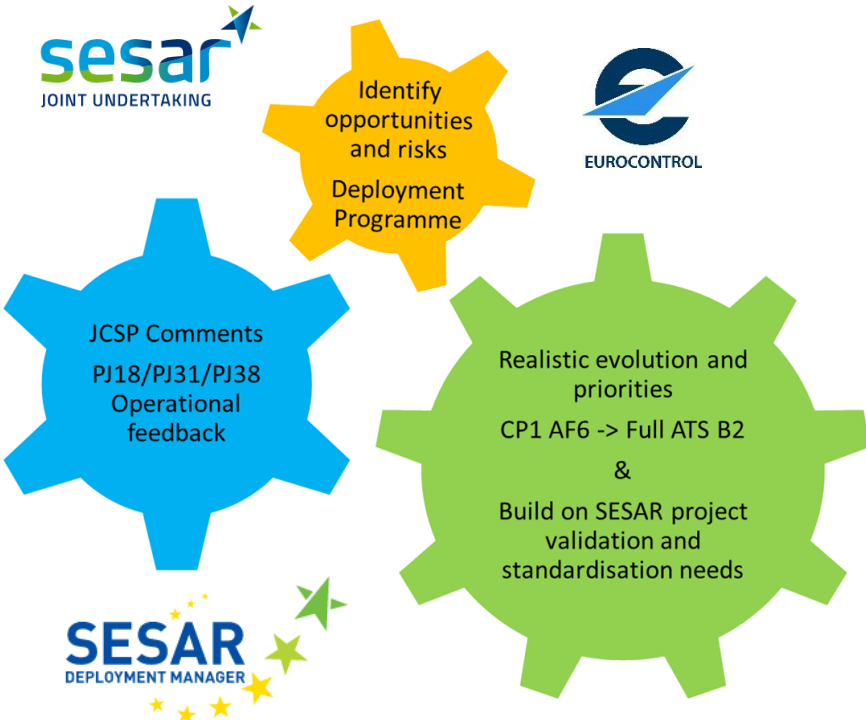 sesar
JOINT UNDERTAKING
Identify
opportunities
and risks
Deployment
Programme
EUROCONTROL
JCSP Comments
PJ18/PJ31/PJ38
Operational
feedback
Realistic evolution and
priorities
CP1 AF6 -> Full ATS B2
&
Build on SESAR project
validation and
standardisation needs
SESAR
DEPLOYMENT MANAGER